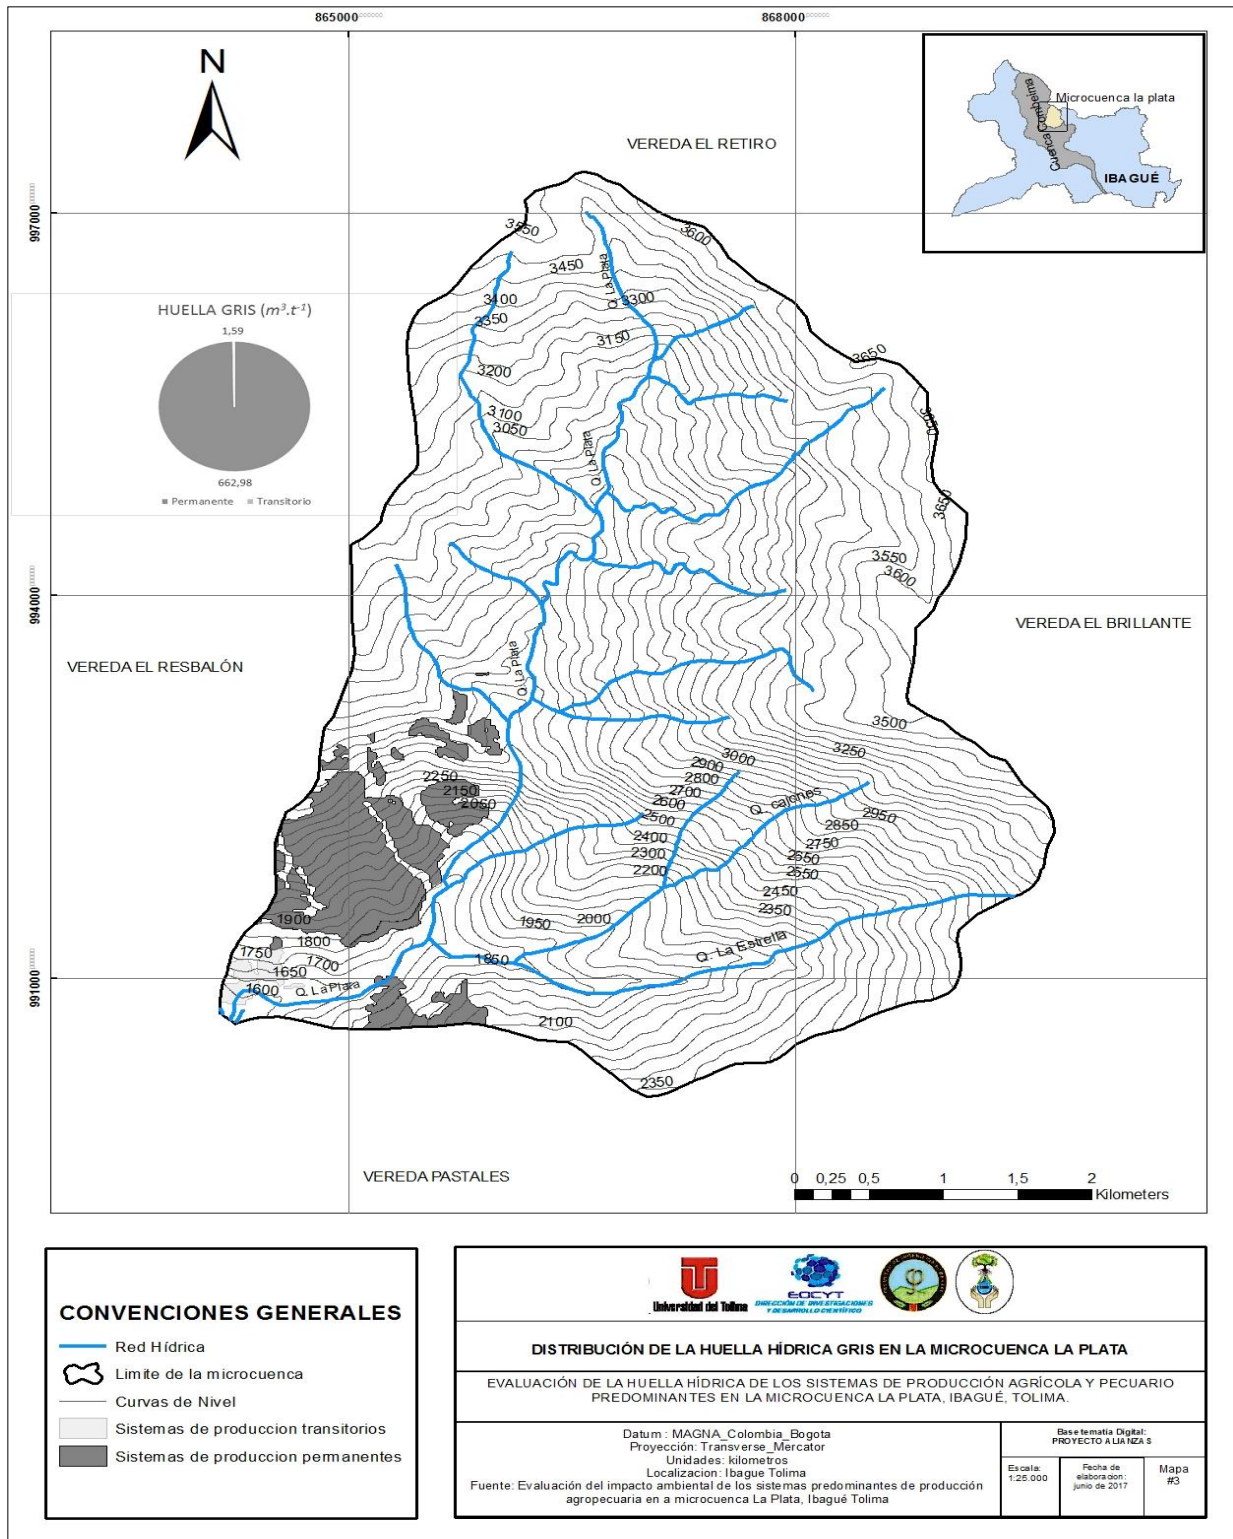 865000
868000
N
Microcuenca la plata
Cuenca Combeima
IBAGUÉ
VEREDA EL RETIRO
997000
3550
3600
3450
Q. La Plata
3400
3300
HUELLA GRIS (m³.t⁻¹)
3350
1,59
3150
3650
3200
3100
3050
Q. La Plata
3650
662,98
Permanente Transitorio
3550
3600
994000
VEREDA EL BRILLANTE
VEREDA EL RESBALÓN
Q. La Plata
3500
3250
3000
2900
2250
2800
2150
2700
2050
2600
Q. cajones
2500
2950
2400
2850
2300
2750
2200
2550
2450
2350
1900
1950
2000
1800
1750
1700
1650
1850
Q. La Estrella
991000
1600
Q. La Plata
2100
2350
VEREDA PASTALES
0 0,25 0,5 1 1,5 2
Kilometers
CONVENCIONES GENERALES
Red Hídrica
Limite de la microcuenca
Curvas de Nivel
Sistemas de produccion transitorios
Sistemas de produccion permanentes
Universidad del Tolima
DIRECCIÓN DE INVESTIGACIONES
Y DESARROLLO CIENTÍFICO
DISTRIBUCIÓN DE LA HUELLA HÍDRICA GRIS EN LA MICROCUENCA LA PLATA
EVALUACIÓN DE LA HUELLA HÍDRICA DE LOS SISTEMAS DE PRODUCCIÓN AGRÍCOLA Y PECUARIO
PREDOMINANTES EN LA MICROCUENCA LA PLATA, IBAGUÉ, TOLIMA.
Datum : MAGNA_Colombia_Bogota
Proyección: Transverse_Mercator
Unidades: kilometros
Localizacion: Ibague Tolima
Fuente: Evaluación del impacto ambiental de los sistemas predominantes de producción
agropecuaria en a microcuenca La Plata, Ibagué Tolima
Base tematia Digital:
PROYECTO ALIANZAS
Escala:
1:25.000
Fecha de
elaboracion:
junio de 2017
Mapa
#3